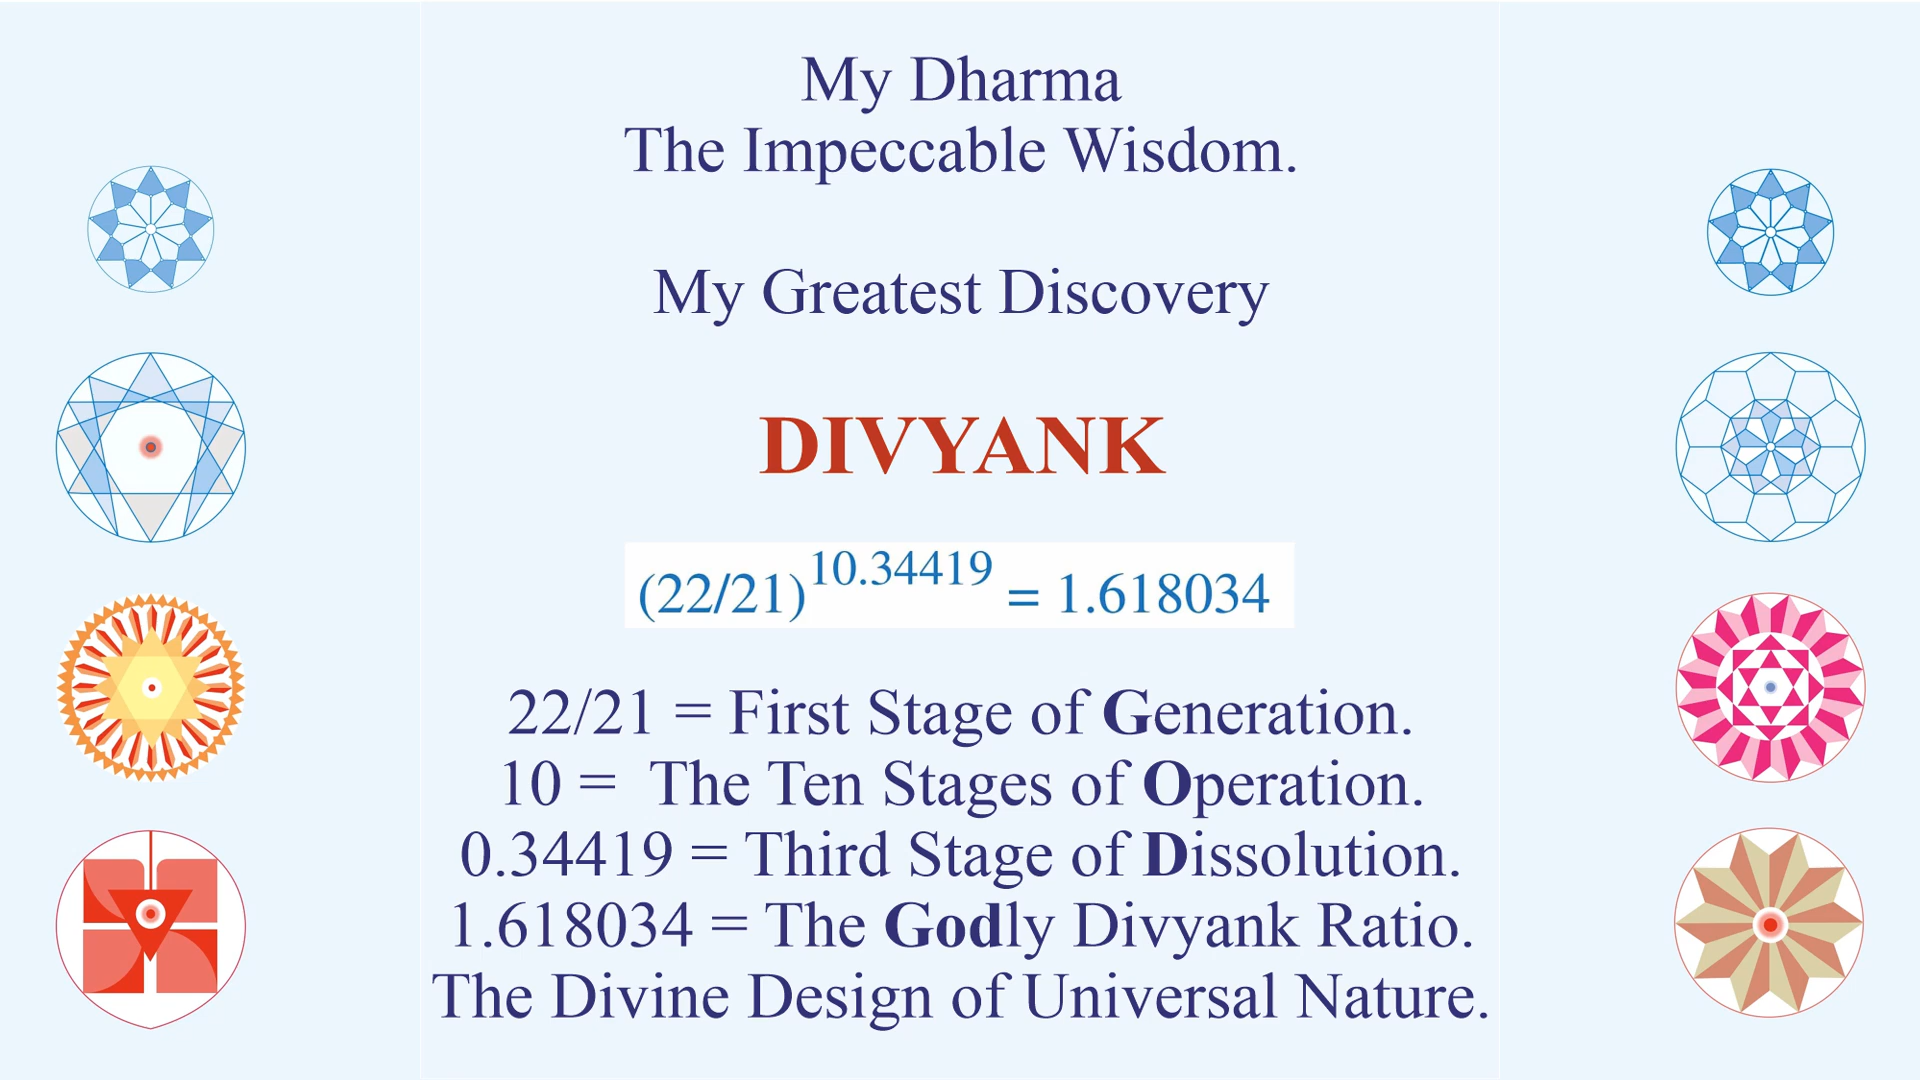 My Dharma
The Impeccable Wisdom.
My Greatest Discovery
DIVYANK
(22/21)^10.34419 = 1.618034
22/21 = First Stage of Generation.
10 = The Ten Stages of Operation.
0.34419 = Third Stage of Dissolution.
1.618034 = The Godly Divyank Ratio.
The Divine Design of Universal Nature.